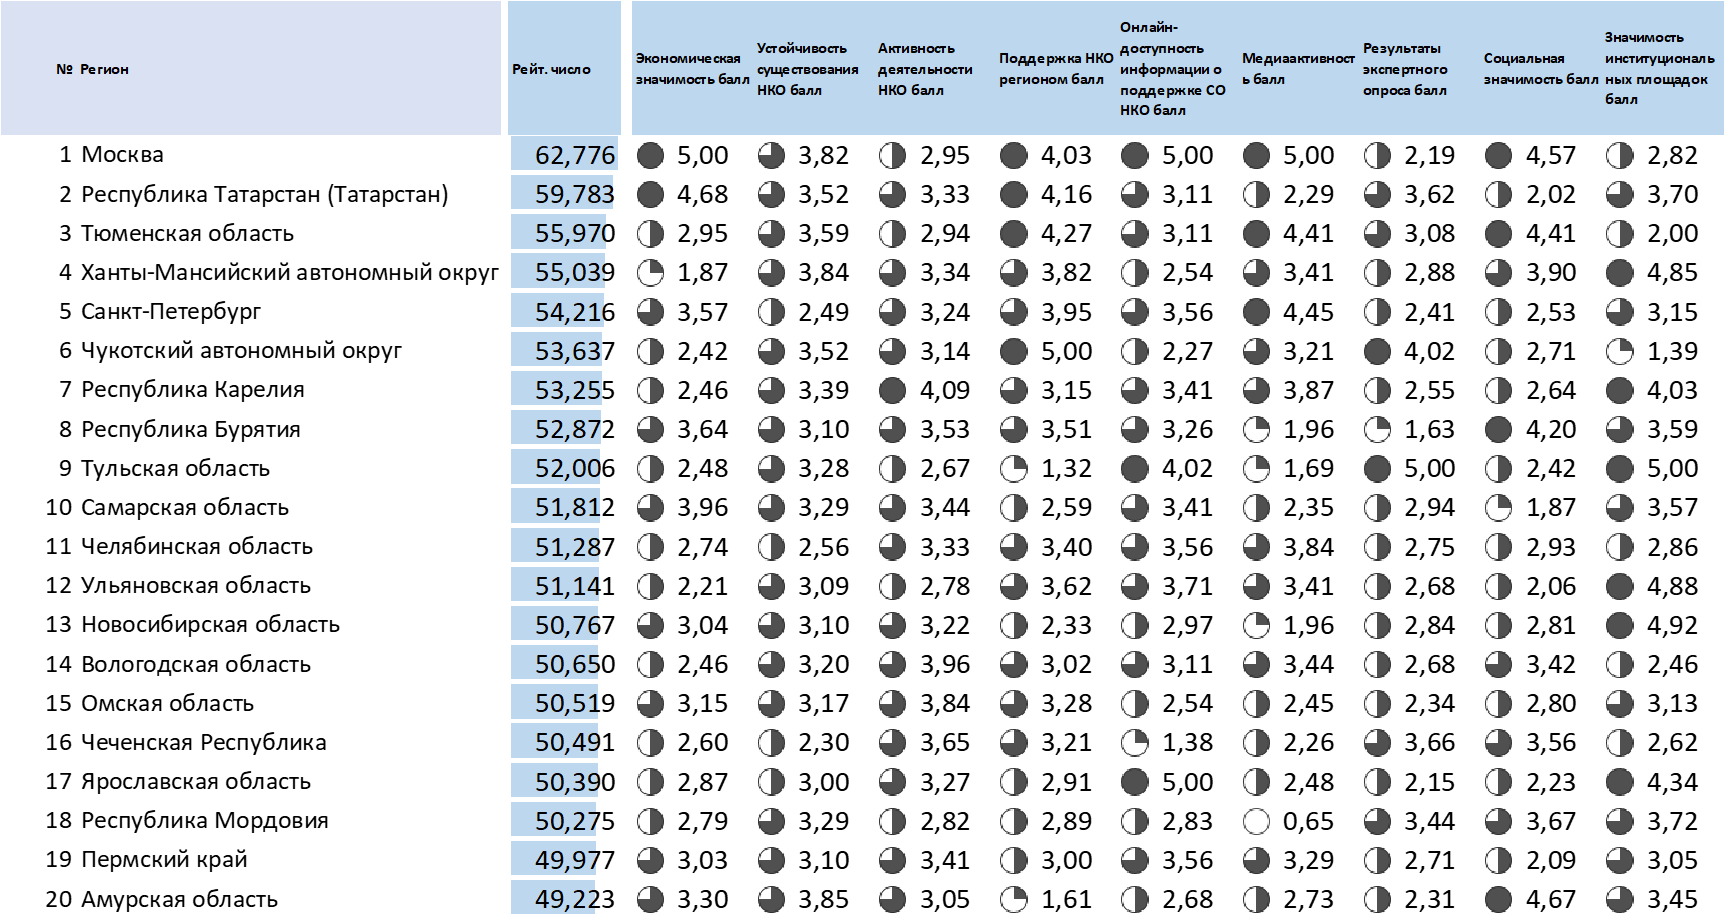 № Регион Рейт. число Экономическая значимость балл Устойчивость существования НКО балл Активность деятельности НКО балл Поддержка НКО регионом балл Онлайн-доступность информации о поддержке СО НКО балл Медиаактивность балл Результаты экспертного опроса балл Социальная значимость балл Значимость институциональных площадок балл
1 Москва 62,776 5,00 3,82 2,95 4,03 5,00 5,00 2,19 4,57 2,82
2 Республика Татарстан (Татарстан) 59,783 4,68 3,52 3,33 4,16 3,11 2,29 3,62 2,02 3,70
3 Тюменская область 55,970 2,95 3,59 2,94 4,27 3,11 4,41 3,08 4,41 2,00
4 Ханты-Мансийский автономный округ 55,039 1,87 3,84 3,34 3,82 2,54 3,41 2,88 3,90 4,85
5 Санкт-Петербург 54,216 3,57 2,49 3,24 3,95 3,56 4,45 2,41 2,53 3,15
6 Чукотский автономный округ 53,637 2,42 3,52 3,14 5,00 2,27 3,21 4,02 2,71 1,39
7 Республика Карелия 53,255 2,46 3,39 4,09 3,15 3,41 3,87 2,55 2,64 4,03
8 Республика Бурятия 52,872 3,64 3,10 3,53 3,51 3,26 1,96 1,63 4,20 3,59
9 Тульская область 52,006 2,48 3,28 2,67 1,32 4,02 1,69 5,00 2,42 5,00
10 Самарская область 51,812 3,96 3,29 3,44 2,59 3,41 2,35 2,94 1,87 3,57
11 Челябинская область 51,287 2,74 2,56 3,33 3,40 3,56 3,84 2,75 2,93 2,86
12 Ульяновская область 51,141 2,21 3,09 2,78 3,62 3,71 3,41 2,68 2,06 4,88
13 Новосибирская область 50,767 3,04 3,10 3,22 2,33 2,97 1,96 2,84 2,81 4,92
14 Вологодская область 50,650 2,46 3,20 3,96 3,02 3,11 3,44 2,68 3,42 2,46
15 Омская область 50,519 3,15 3,17 3,84 3,28 2,54 2,45 2,34 2,80 3,13
16 Чеченская Республика 50,491 2,60 2,30 3,65 3,21 1,38 2,26 3,66 3,56 2,62
17 Ярославская область 50,390 2,87 3,00 3,27 2,91 5,00 2,48 2,15 2,23 4,34
18 Республика Мордовия 50,275 2,79 3,29 2,82 2,89 2,83 0,65 3,44 3,67 3,72
19 Пермский край 49,977 3,03 3,10 3,41 3,00 3,56 3,29 2,71 2,09 3,05
20 Амурская область 49,223 3,30 3,85 3,05 1,61 2,68 2,73 2,31 4,67 3,45